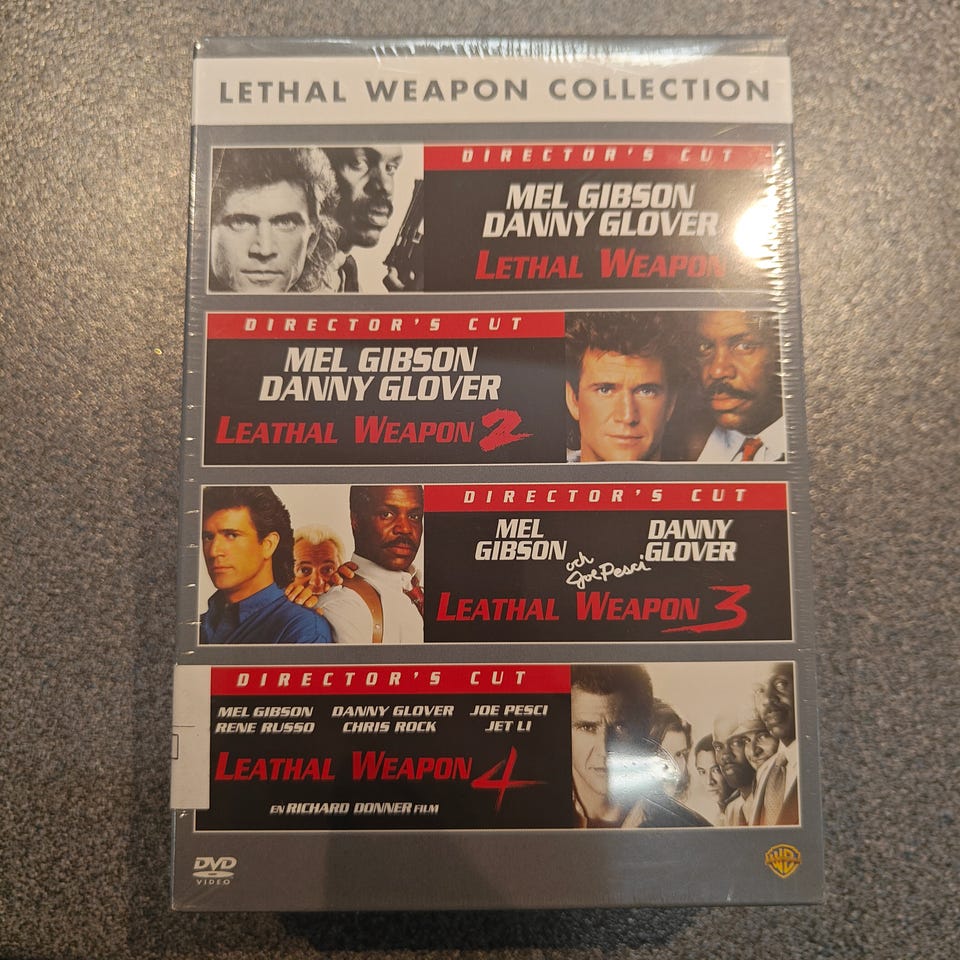 LETHAL WEAPON COLLECTION
DIRECTOR'S CUT
MEL GIBSON
DANNY GLOVER
LETHAL WEAPON
DIRECTOR'S CUT
MEL GIBSON
DANNY GLOVER
LEATHAL WEAPON 2
DIRECTOR'S CUT
MEL GIBSON
DANNY GLOVER
och Joe Pesci
LEATHAL WEAPON 3
DIRECTOR'S CUT
MEL GIBSON DANNY GLOVER JOE PESCI
RENE RUSSO CHRIS ROCK JET LI
LEATHAL WEAPON 4
EN RICHARD DONNER FILM
DVD
VIDEO
WB